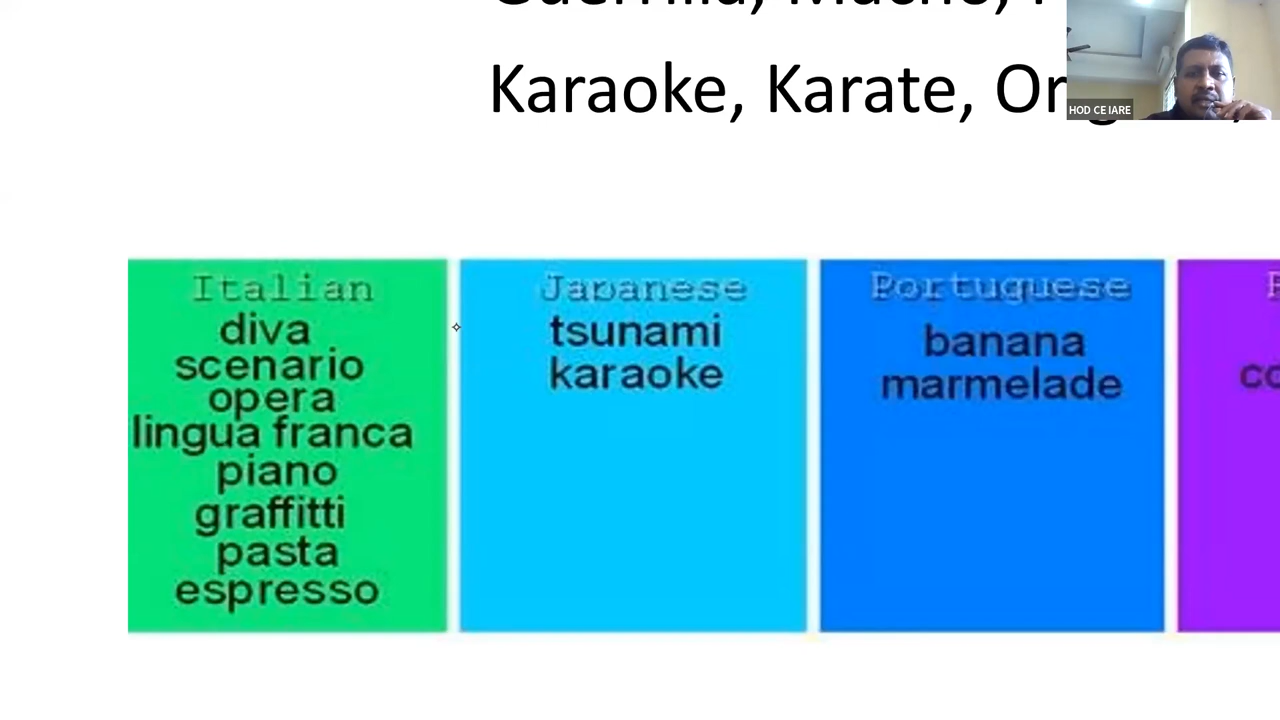 Karaoke, Karate,
HOD CE IARE
Italian
diva
scenario
opera
lingua franca
piano
graffitti
pasta
espresso
Japanese
tsunami
karaoke
Portuguese
banana
marmelade